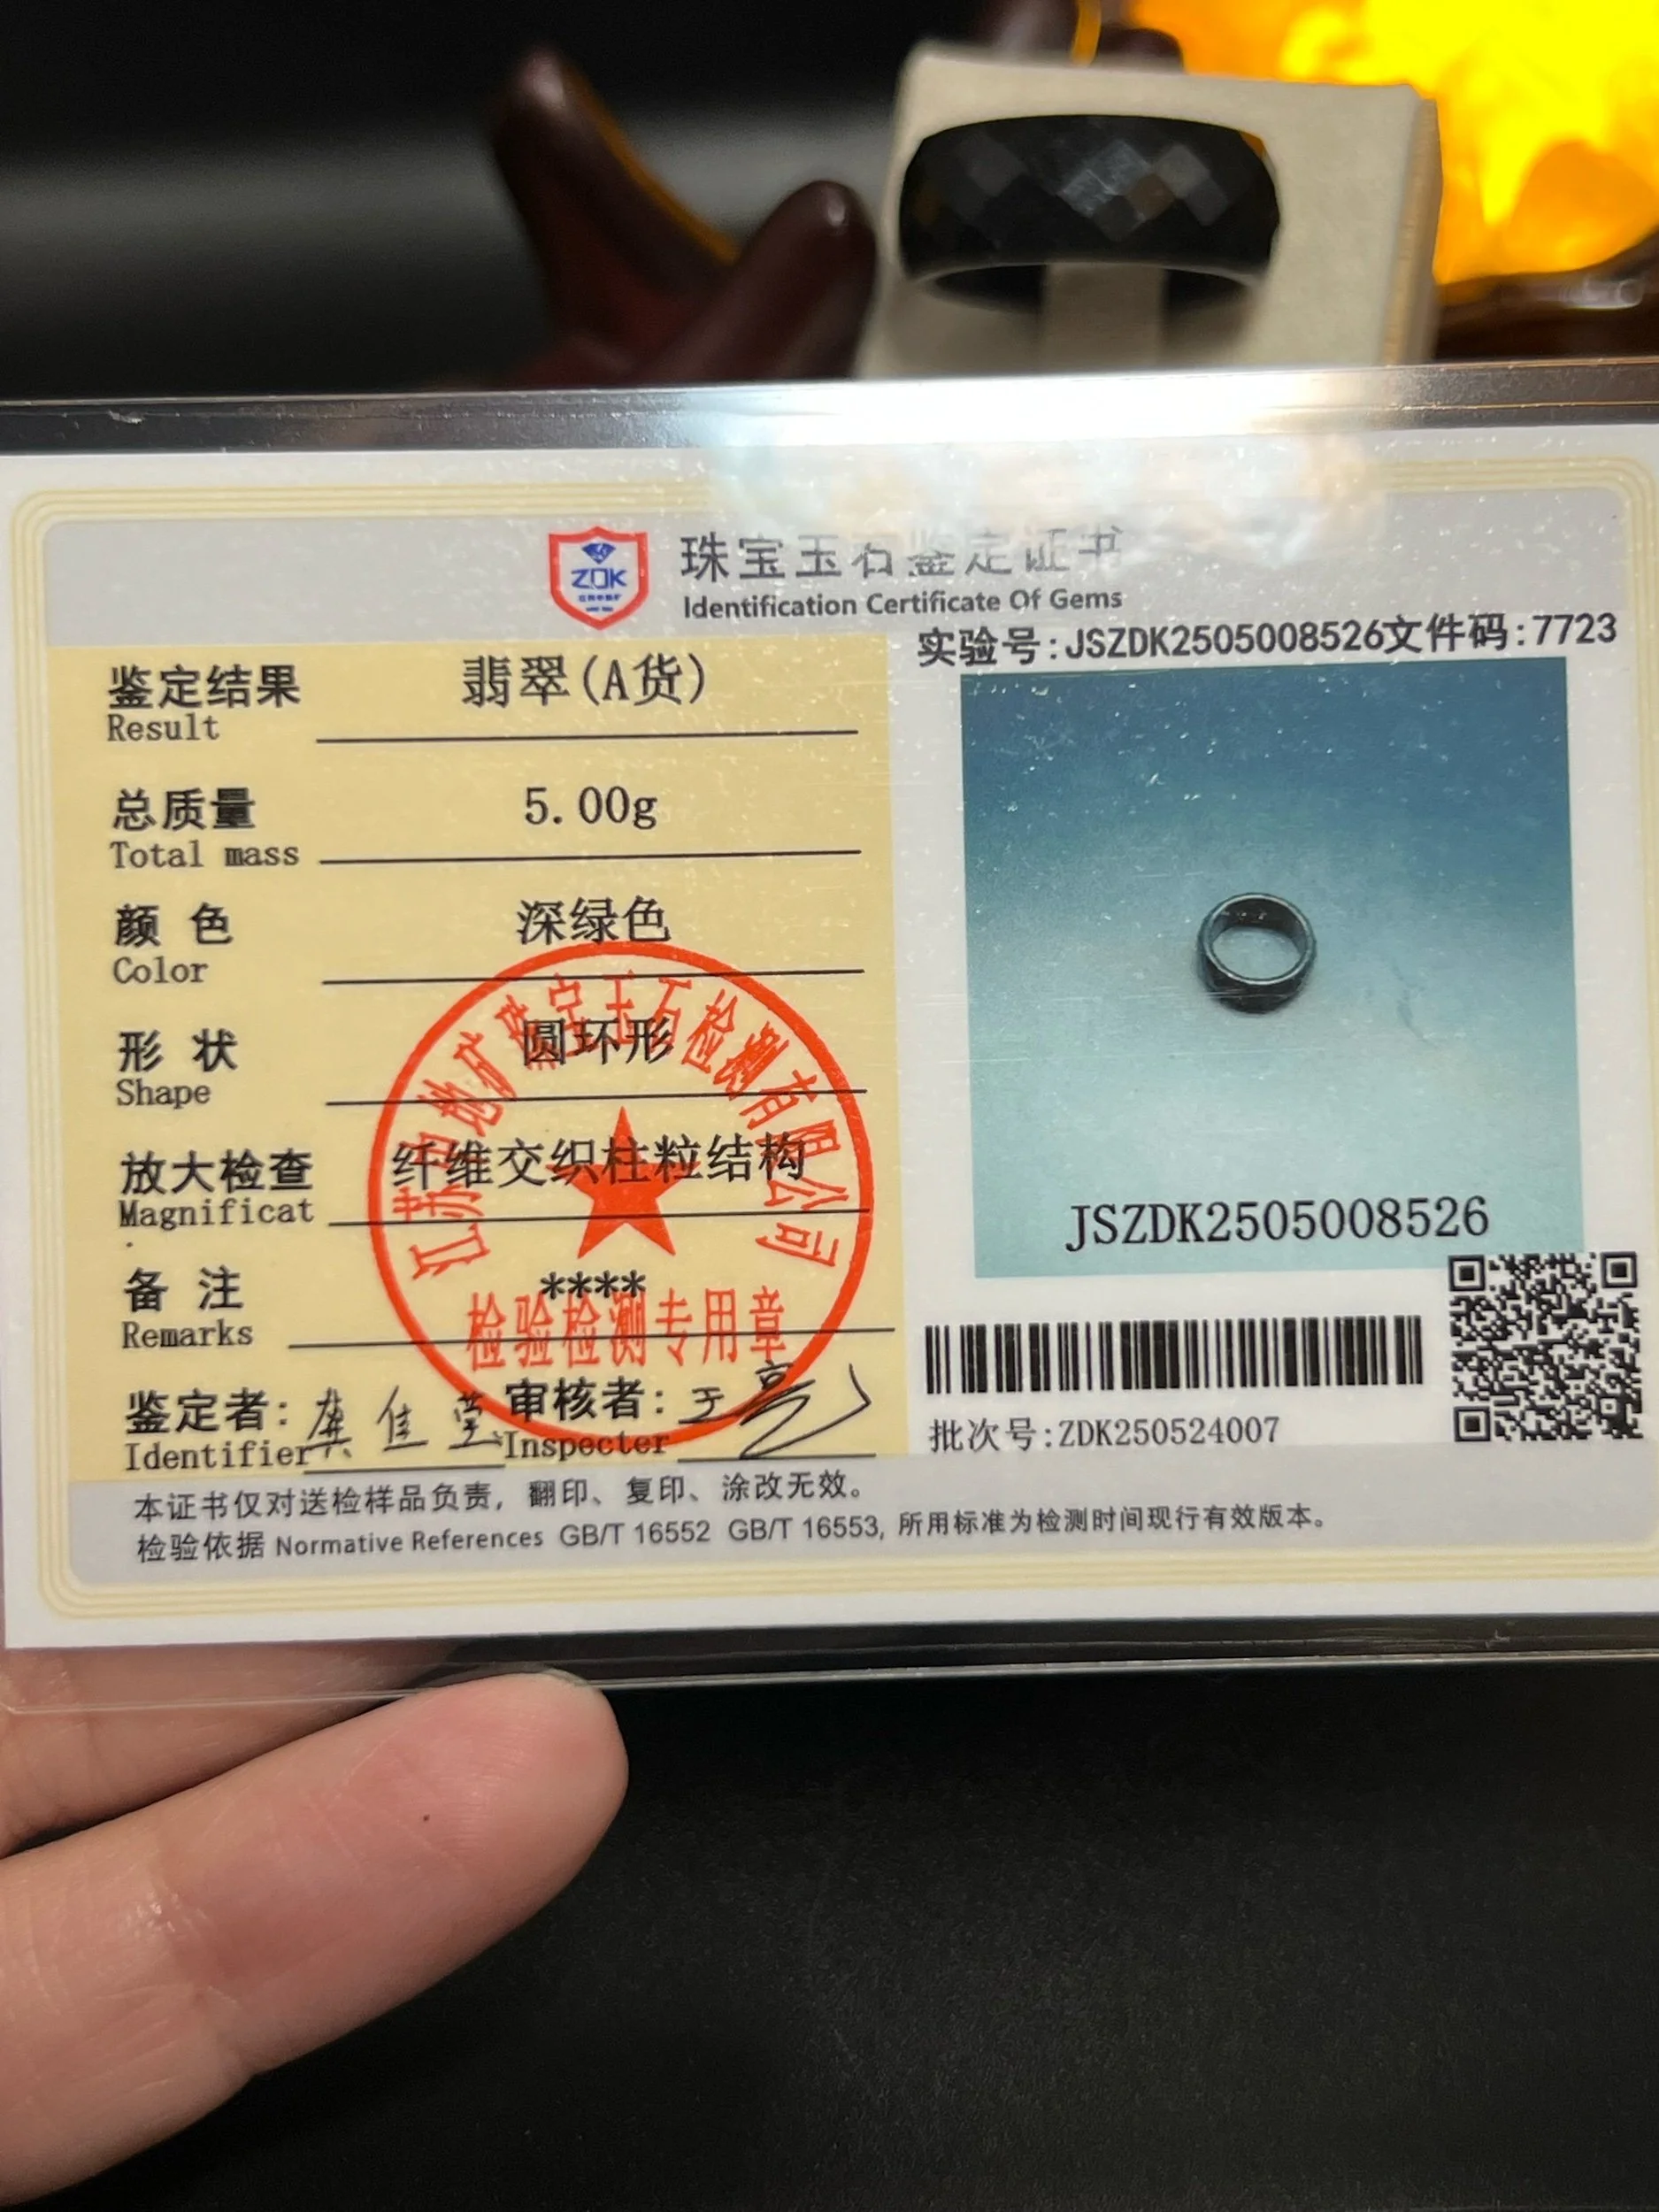 ZDK
珠宝玉石鉴定证书
Identification Certificate Of Gems
实验号:JSZDK2505008526文件码:7723
鉴定结果 翡翠(A货)
Result
总质量 5.00g
Total mass
颜 色 深绿色
Color
形 状 圆环形
Shape
放大检查 纤维交织柱粒结构
Magnificat
备 注 ****
Remarks
鉴定者: 审核者:
Identifier Inspecter
检验检测专用章
JSZDK2505008526
批次号:ZDK250524007
本证书仅对送检样品负责，翻印、复印、涂改无效。
检验依据 Normative References GB/T 16552 GB/T 16553, 所用标准为检测时间现行有效版本。